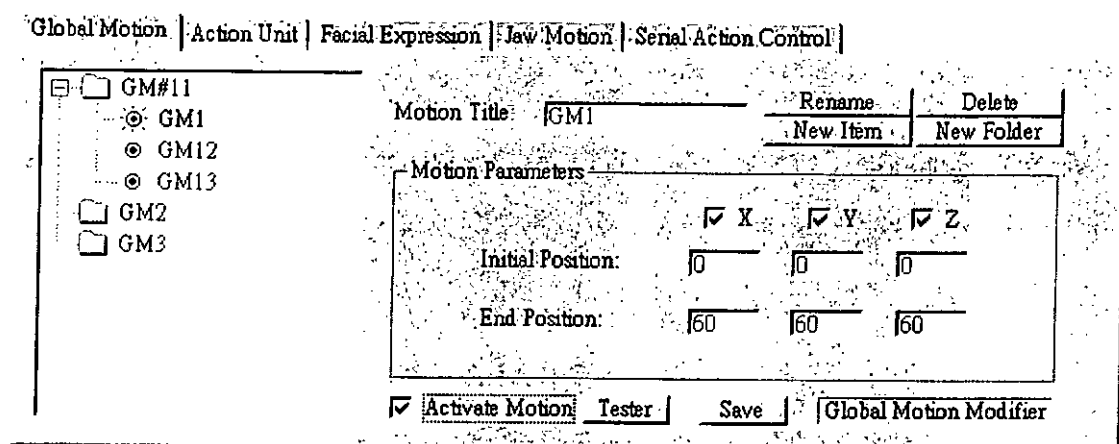 Global Motion Action Unit Facial Expression Jaw Motion Serial Action Control
GM#11
GM1
GM12
GM13
GM2
GM3
Motion Title: GM1
Rename Delete
New Item New Folder
Motion Parameters
X Y Z
Initial Position: 0 0 0
End Position: 60 60 60
Activate Motion Tester Save Global Motion Modifier